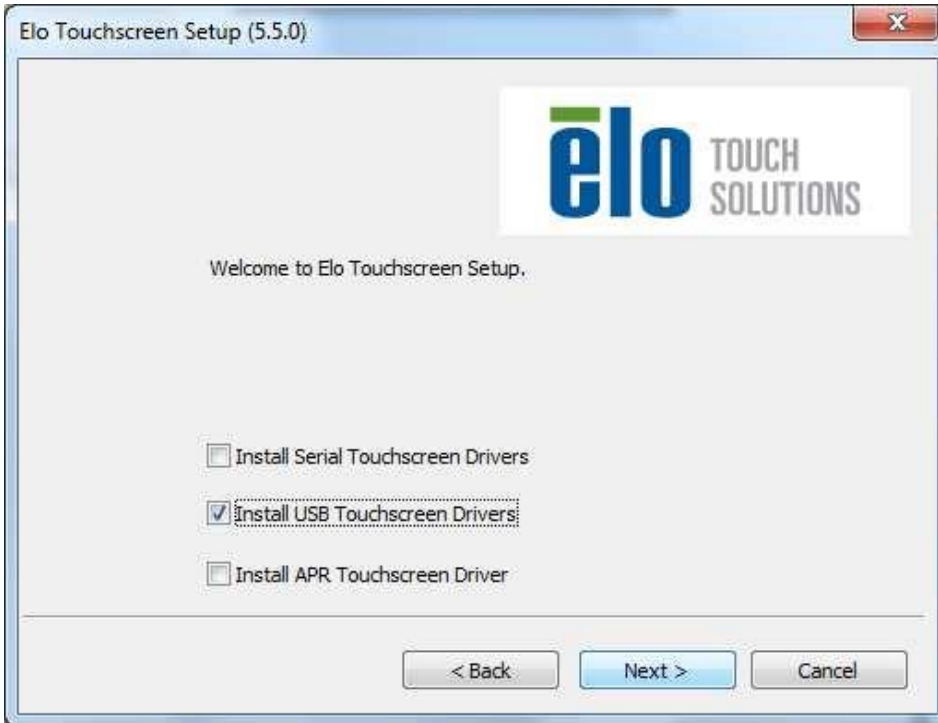 Elo Touchscreen Setup (5.5.0)
ēlo TOUCH
SOLUTIONS
Welcome to Elo Touchscreen Setup.
Install Serial Touchscreen Drivers
Install USB Touchscreen Drivers
Install APR Touchscreen Driver
< Back Next > Cancel